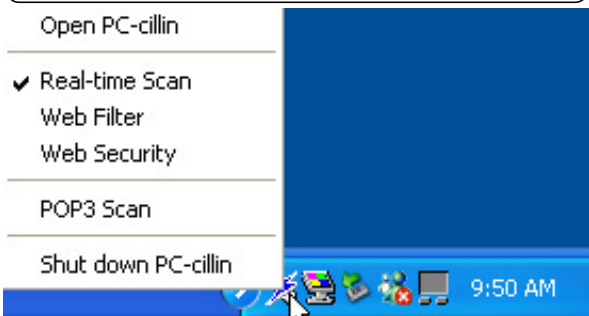 Open PC-cillin
Real-time Scan
Web Filter
Web Security
POP3 Scan
Shut down PC-cillin
9:50 AM